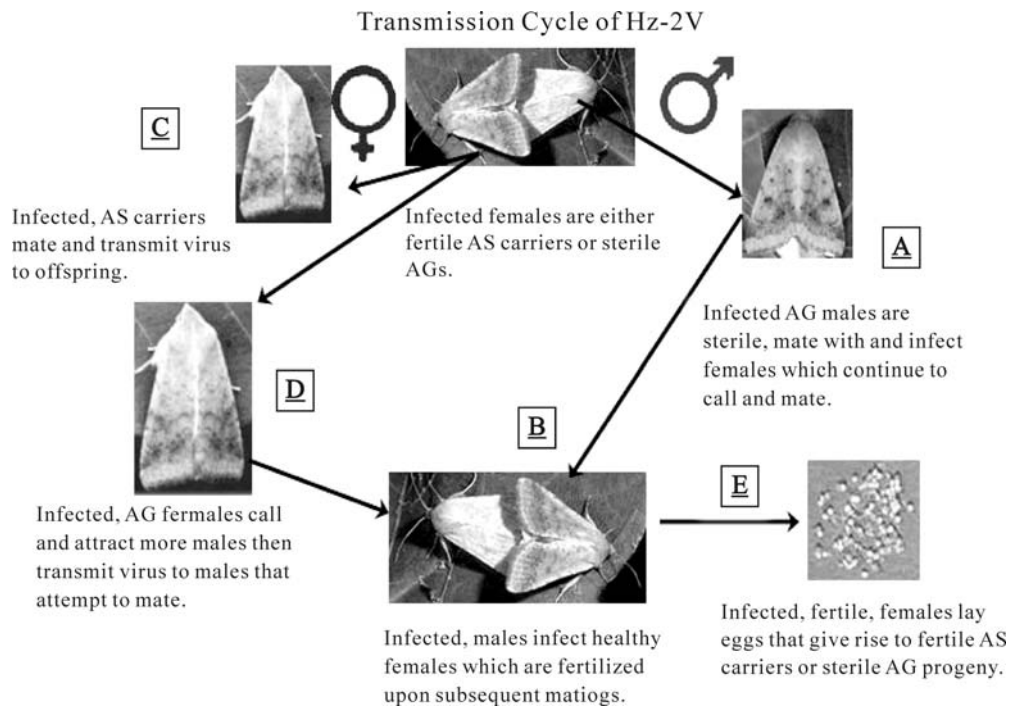 Transmission Cycle of Hz-2V
C
Infected, AS carriers
mate and transmit virus
to offspring.
Infected females are either
fertile AS carriers or sterile
AGs.
A
Infected AG males are
sterile, mate with and infect
females which continue to
call and mate.
D
Infected, AG fermales call
and attract more males then
transmit virus to males that
attempt to mate.
B
Infected, males infect healthy
females which are fertilized
upon subsequent matiogs.
E
Infected, fertile, females lay
eggs that give rise to fertile AS
carriers or sterile AG progeny.